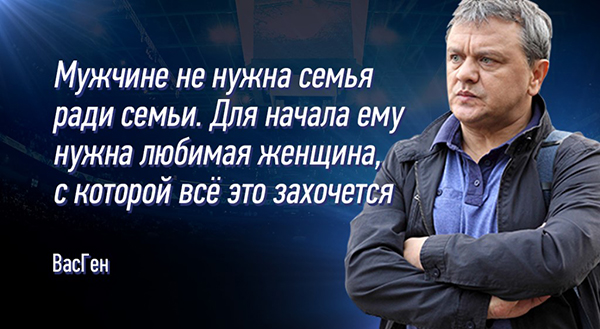 Мужчине не нужна семья
ради семьи. Для начала ему
нужна любимая женщина,
с которой всё это захочется
ВасГен